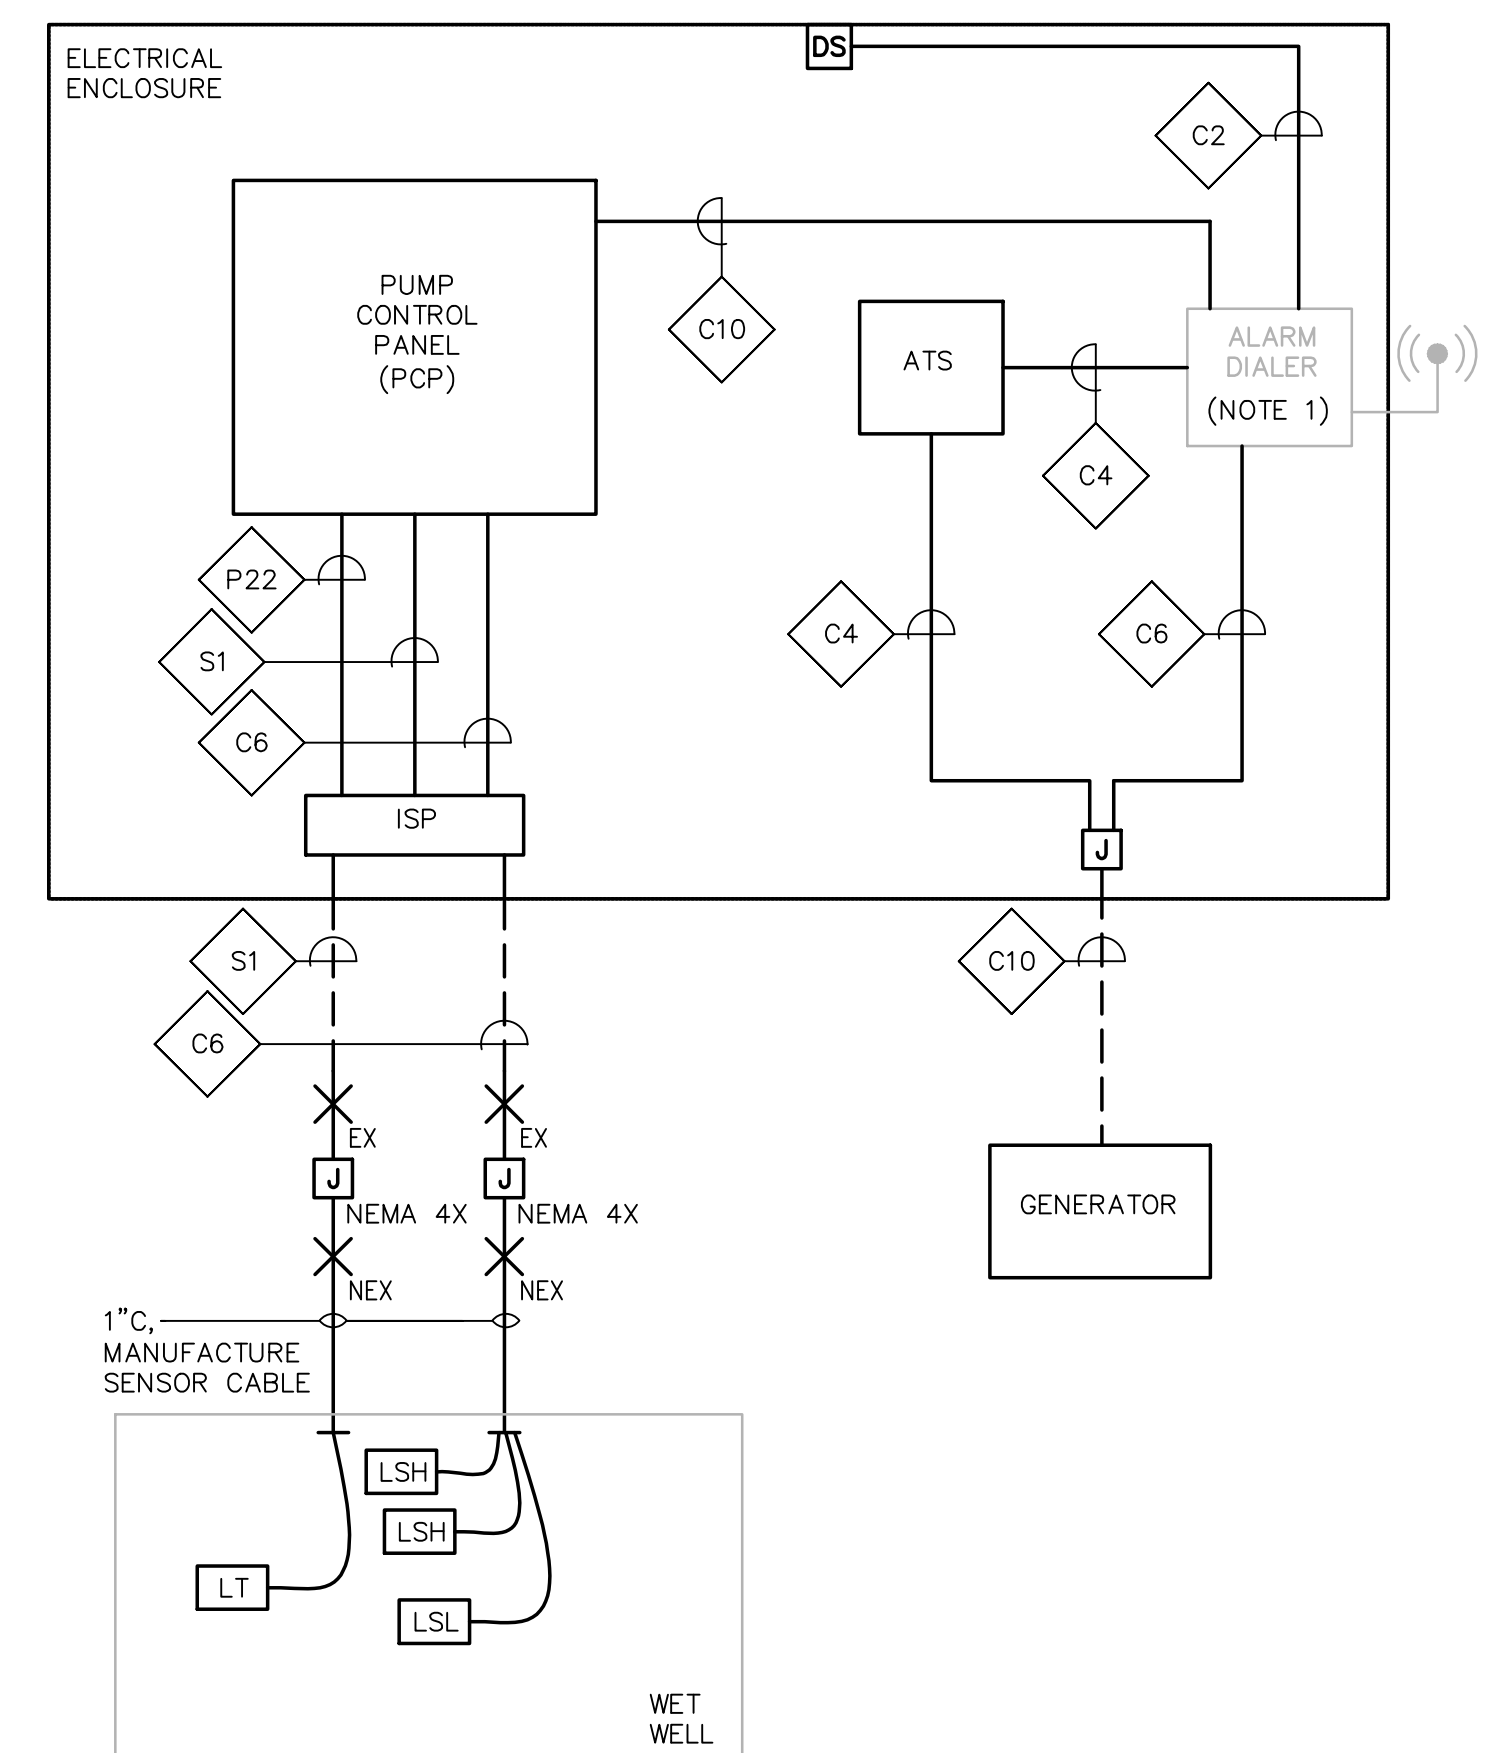 ELECTRICAL
ENCLOSURE
DS
C2
PUMP
CONTROL
PANEL
(PCP)
C10
ATS
ALARM
DIALER
(NOTE 1)
C4
P22
S1
C6
C4
C6
ISP
J
S1
C6
C10
EX
EX
J
J
NEMA 4X
NEMA 4X
NEX
NEX
GENERATOR
1"C,
MANUFACTURE
SENSOR CABLE
LSH
LSH
LT
LSL
WET
WELL